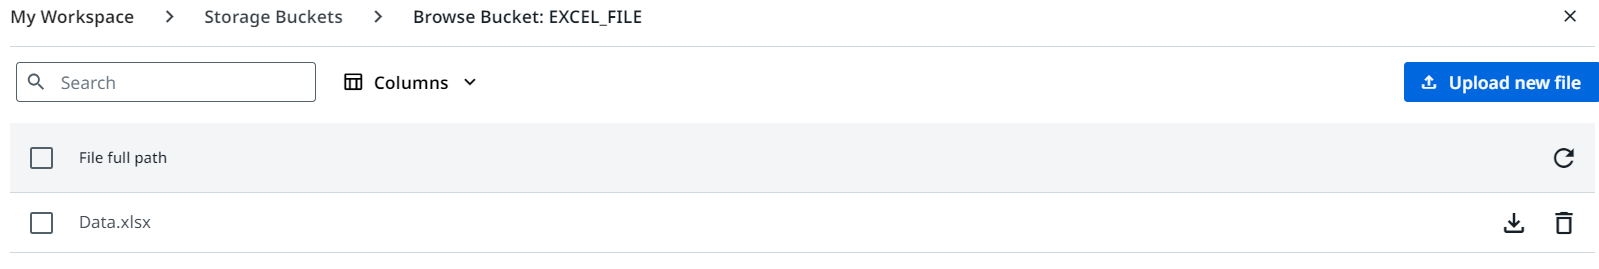 My Workspace > Storage Buckets > Browse Bucket: EXCEL_FILE
Search Columns Upload new file
File full path
Data.xlsx